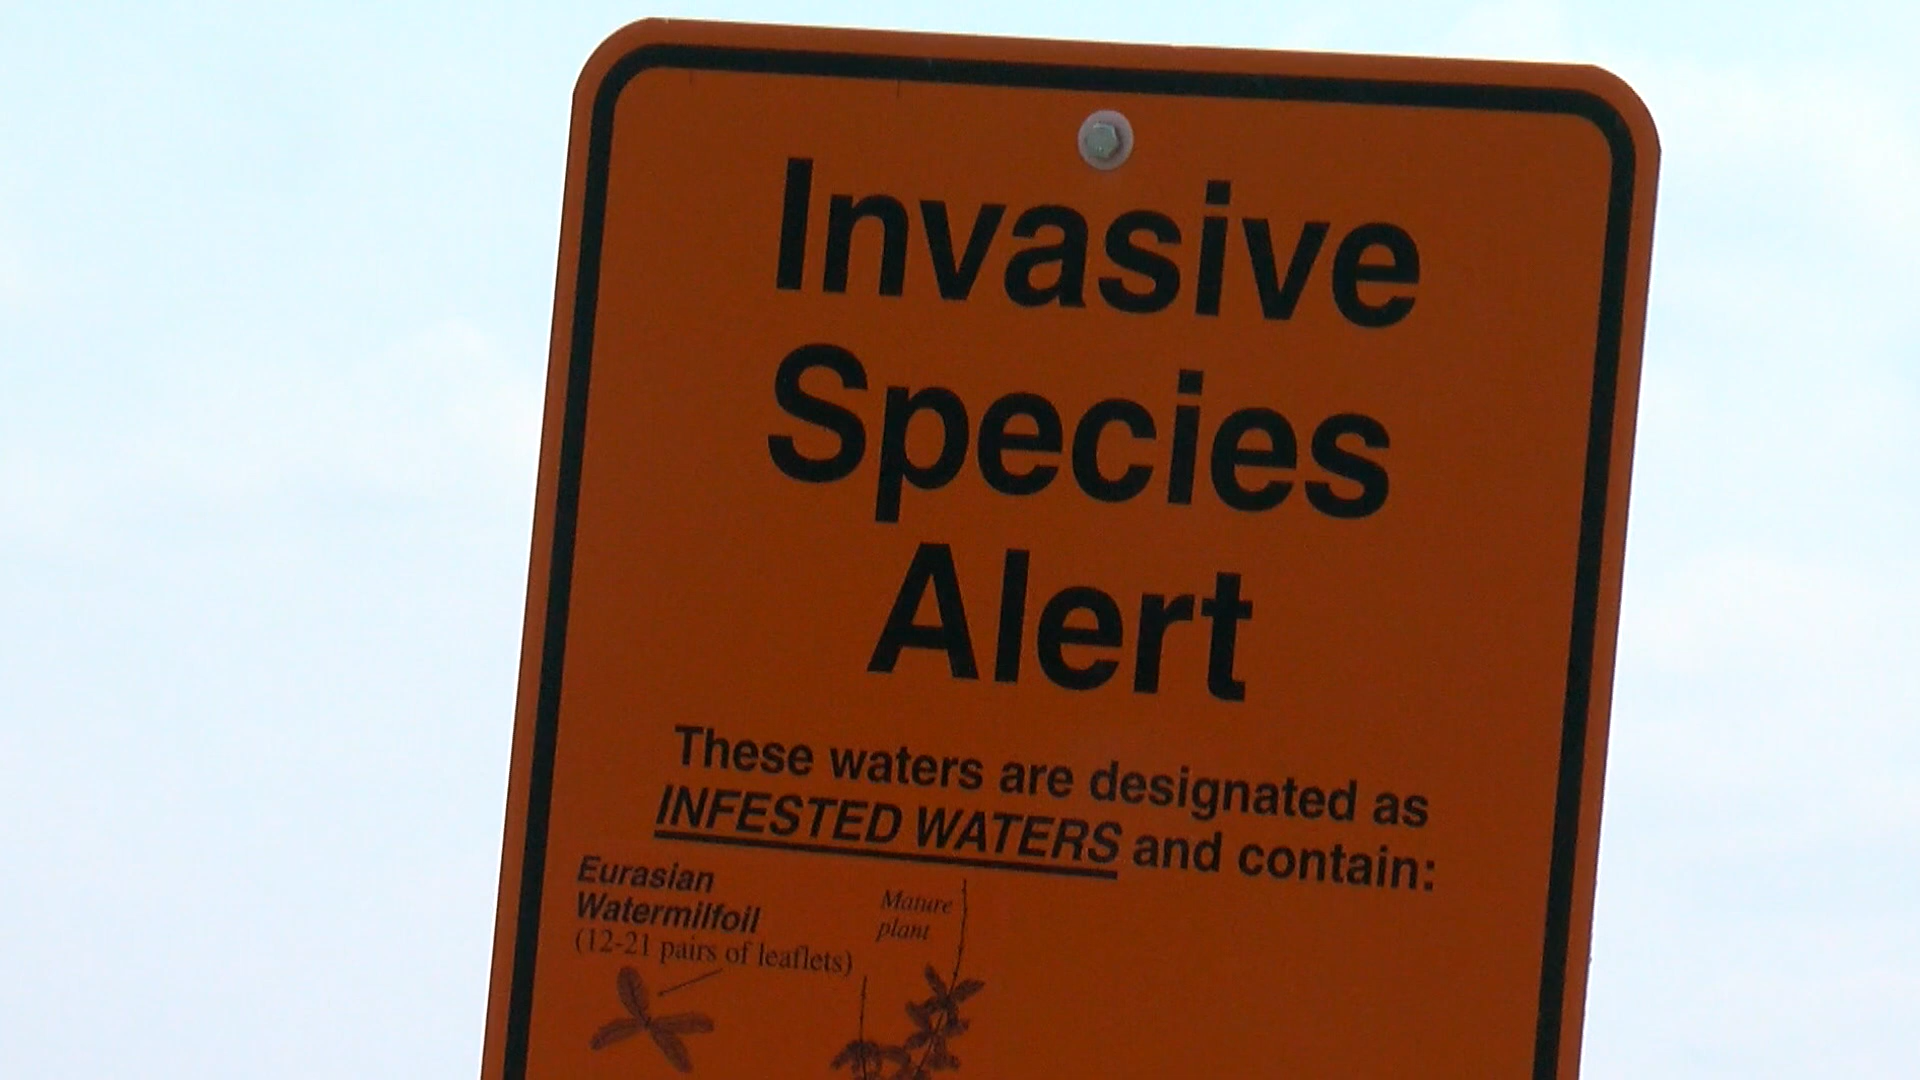 Invasive
Species
Alert
These waters are designated as
INFESTED WATERS and contain:
Eurasian
Watermilfoil
(12-21 pairs of leaflets)
Mature
plant